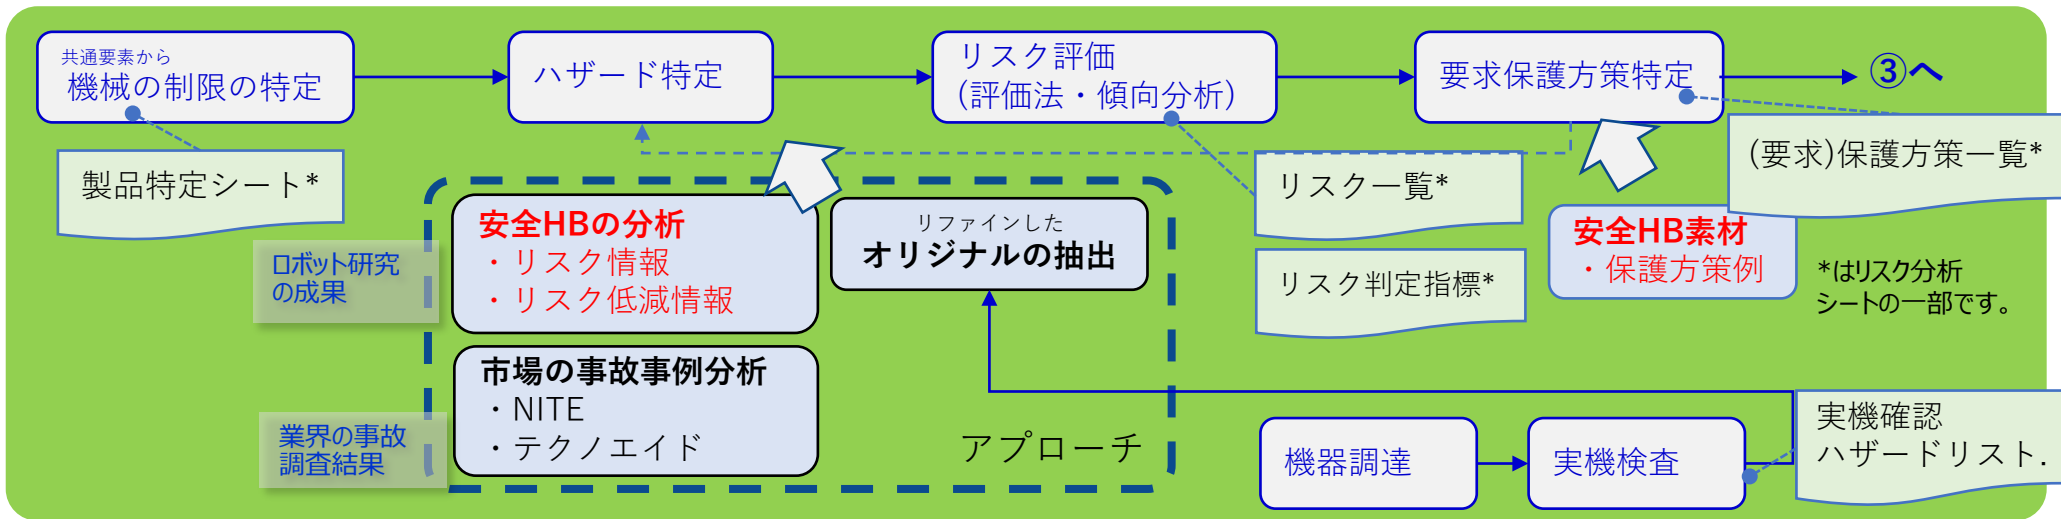 共通要素から
機械の制限の特定
ハザード特定
リスク評価
(評価法・傾向分析)
要求保護方策特定
③へ
製品特定シート*
リスク一覧*
(要求)保護方策一覧*
安全HBの分析
・リスク情報
・リスク低減情報
リファインした
オリジナルの抽出
ロボット研究
の成果
リスク判定指標*
安全HB素材
・保護方策例
*はリスク分析
シートの一部です。
市場の事故事例分析
・NITE
・テクノエイド
業界の事故
調査結果
アプローチ
機器調達
実機検査
実機確認
ハザードリスト.